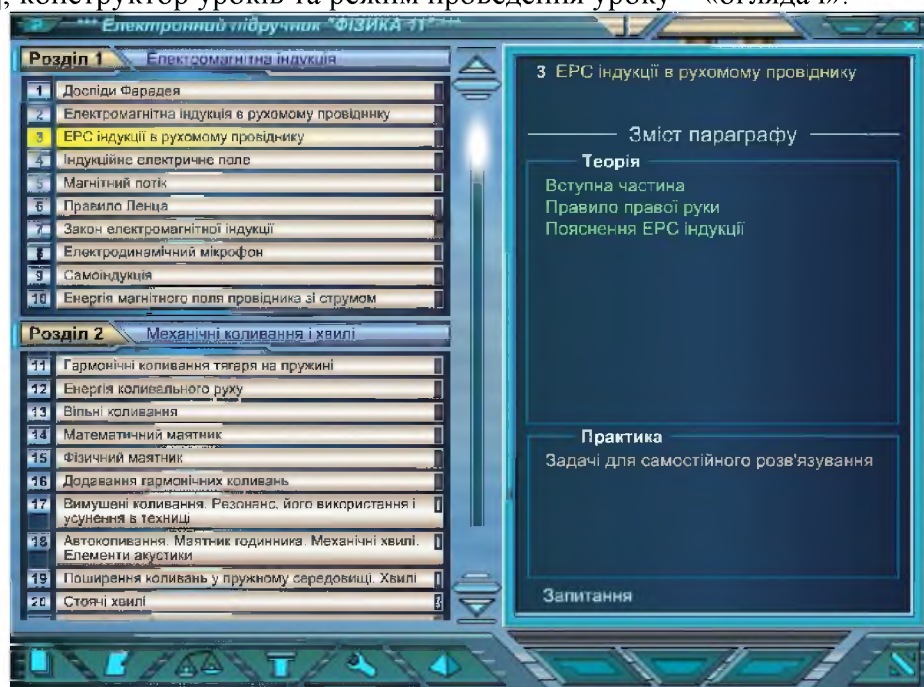 , конструктор уроків та режим проведення уроку – «оглядач».
*** Електронний підручник "ФІЗИКА 11" ***
Розділ 1 Електромагнітна індукція
1 Досліди Фарадея
2 Електромагнітна індукція в рухомому провіднику
3 ЕРС індукції в рухомому провіднику
4 Індукційне електричне поле
5 Магнітний потік
6 Правило Ленца
7 Закон електромагнітної індукції
8 Електродинамічний мікрофон
9 Самоіндукція
10 Енергія магнітного поля провідника зі струмом
Розділ 2 Механічні коливання і хвилі
11 Гармонічні коливання тягаря на пружині
12 Енергія коливального руху
13 Вільні коливання
14 Математичний маятник
15 Фізичний маятник
16 Додавання гармонічних коливань
17 Вимушені коливання. Резонанс, його використання і
усунення в техниці
18 Автоколивання. Маятник годинника. Механічні хвилі.
Елементи акустики
19 Поширення коливань у пружному середовищі. Хвилі
20 Стоячі хвилі
3 ЕРС індукції в рухомому провіднику
Зміст параграфу
Теорія
Вступна частина
Правило правої руки
Пояснення ЕРС індукції
Практика
Задачі для самостійного розв'язування
Запитання